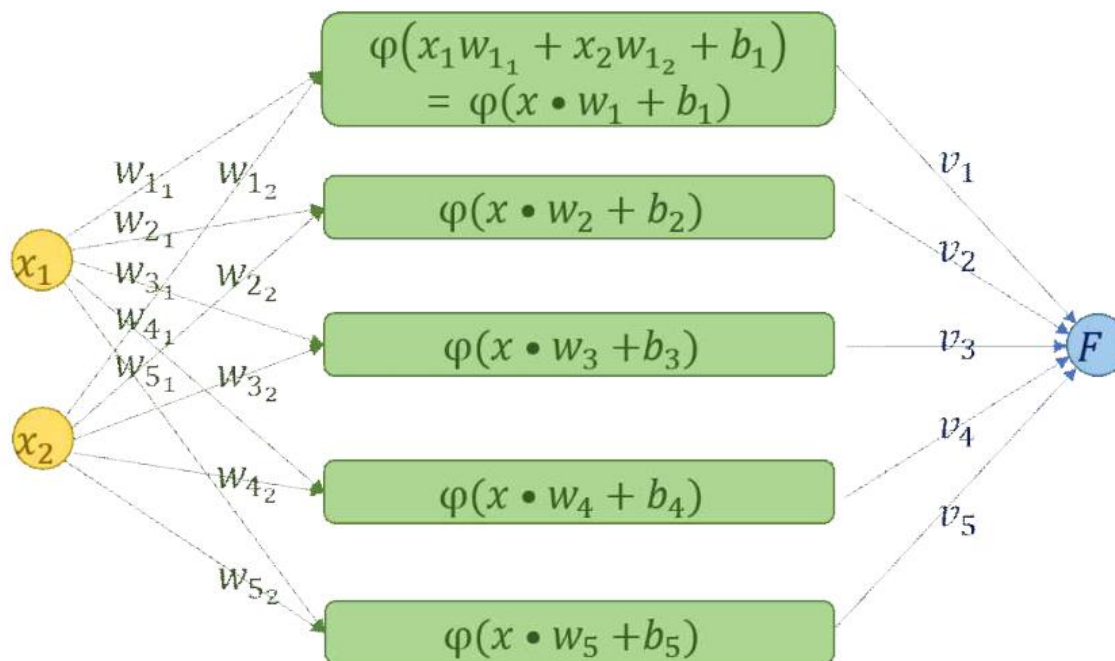 φ(x₁w₁₁ + x₂w₁₂ + b₁)
= φ(x • w₁ + b₁)
w₁₁
w₁₂
v₁
w₂₁
φ(x • w₂ + b₂)
x₁
w₃₁
w₂₂
v₂
w₄₁
φ(x • w₃ +b₃)
v₃
F
w₅₁
w₃₂
x₂
v₄
w₄₂
φ(x • w₄ + b₄)
v₅
w₅₂
φ(x • w₅ +b₅)